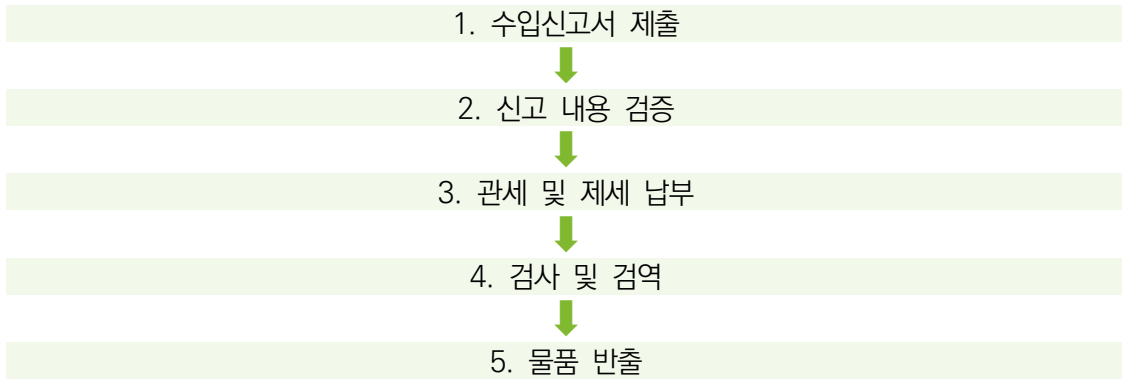 1. 수입신고서 제출
2. 신고 내용 검증
3. 관세 및 제세 납부
4. 검사 및 검역
5. 물품 반출